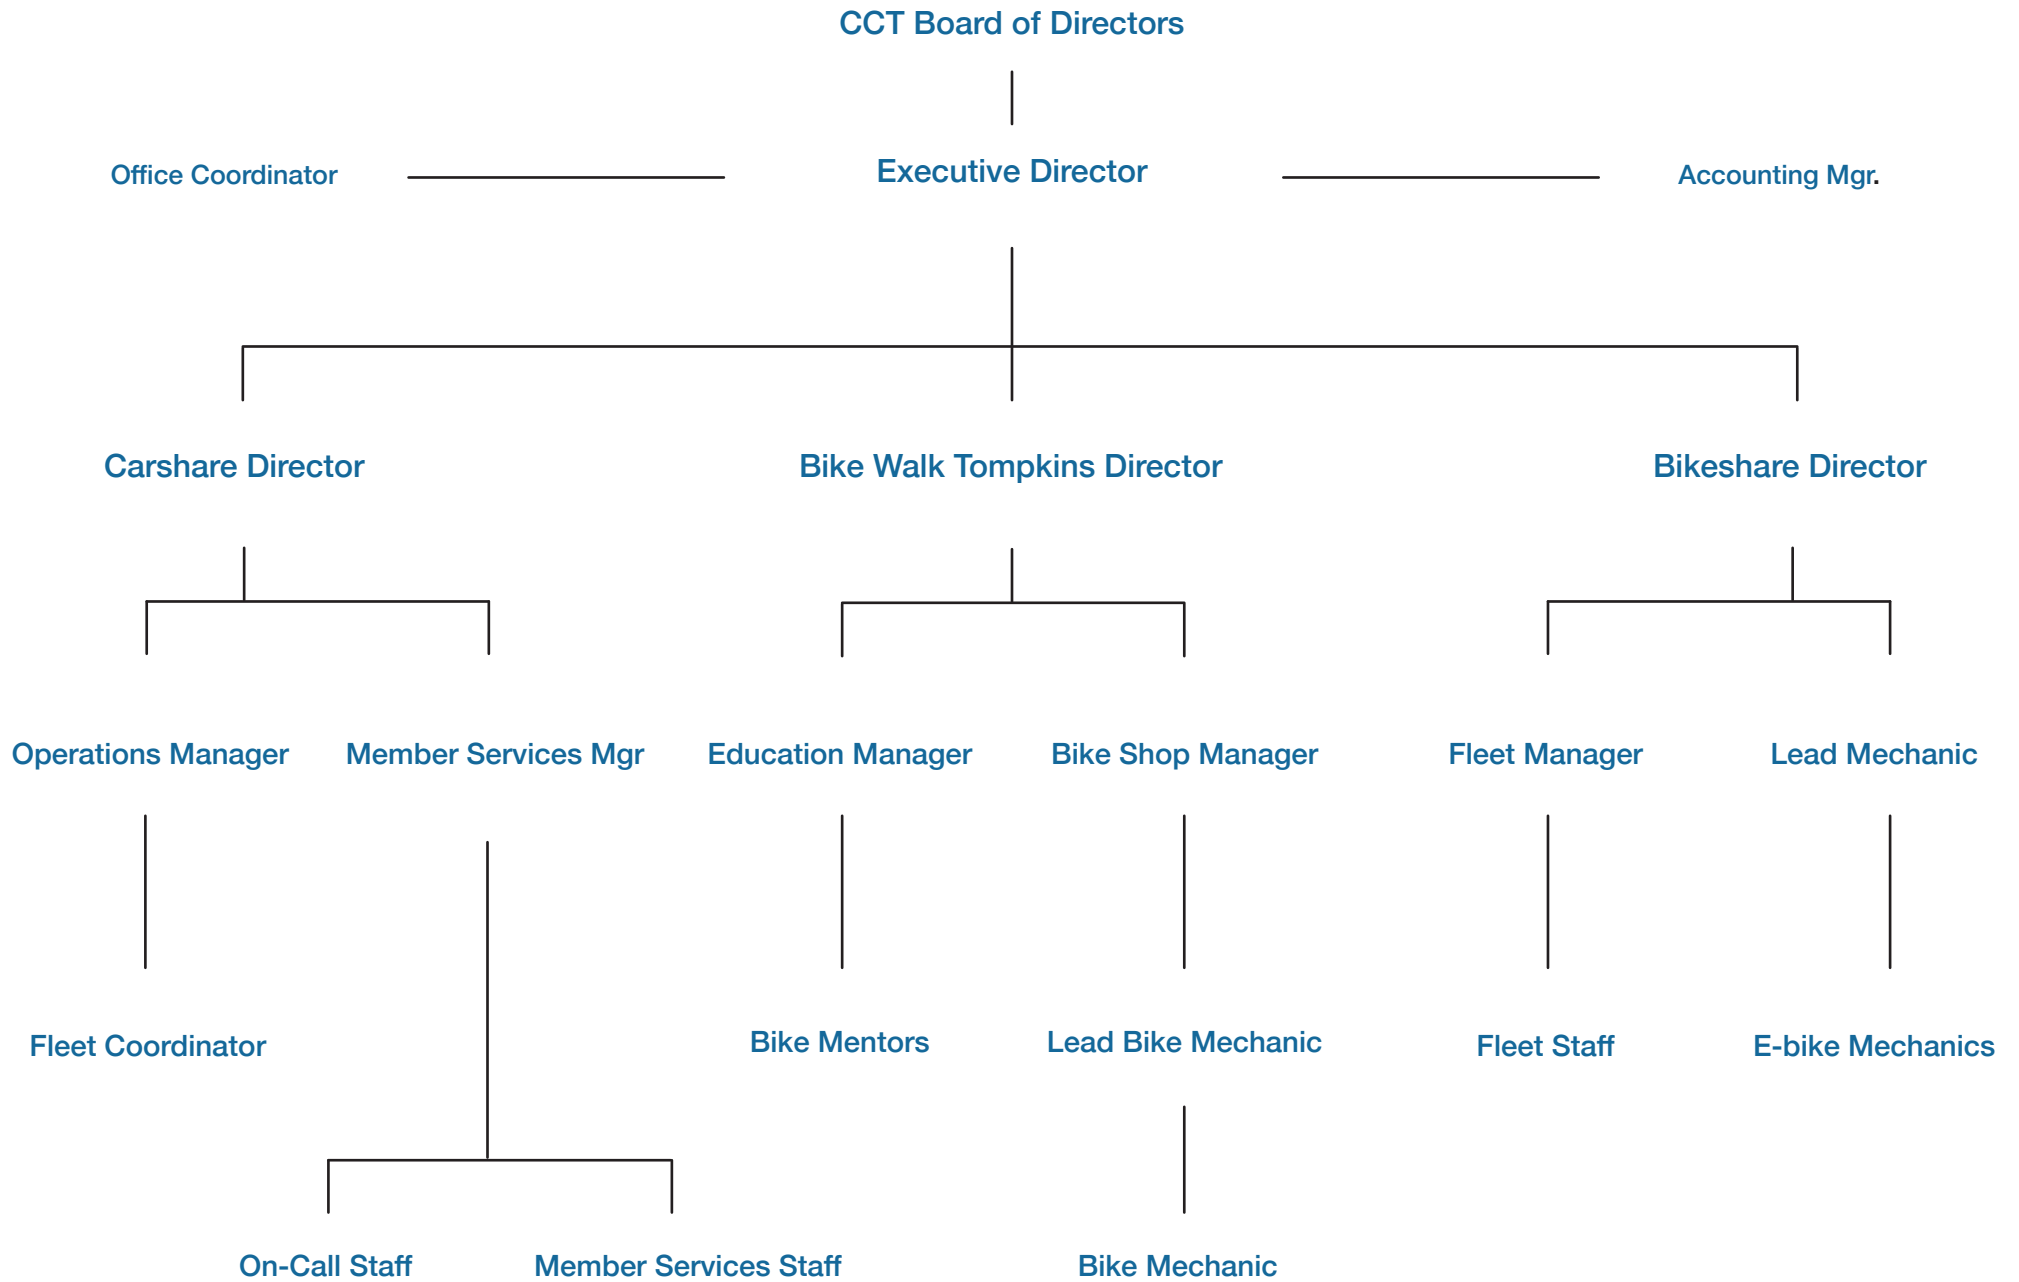 CCT Board of Directors
Office Coordinator
Executive Director
Accounting Mgr.
Carshare Director
Bike Walk Tompkins Director
Bikeshare Director
Operations Manager
Member Services Mgr
Education Manager
Bike Shop Manager
Fleet Manager
Lead Mechanic
Fleet Coordinator
Bike Mentors
Lead Bike Mechanic
Fleet Staff
E-bike Mechanics
On-Call Staff
Member Services Staff
Bike Mechanic